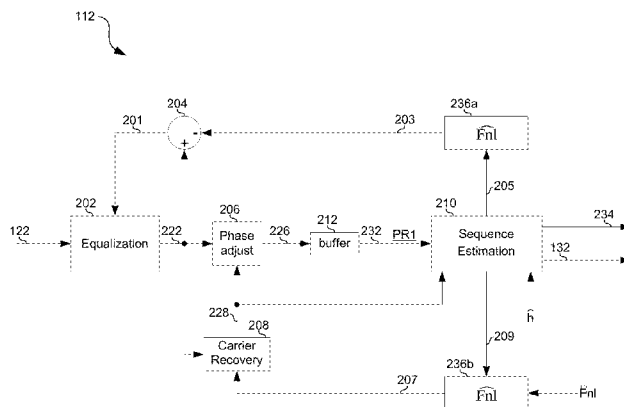 112
236a
204
201
203
Fnl
+
-
205
202
206
212
210
234
122
Equalization
222
Phase
adjust
226
buffer
232
PR1
Sequence
Estimation
132
ĥ
228
208
209
Carrier
Recovery
236b
207
Fnl
Fnl